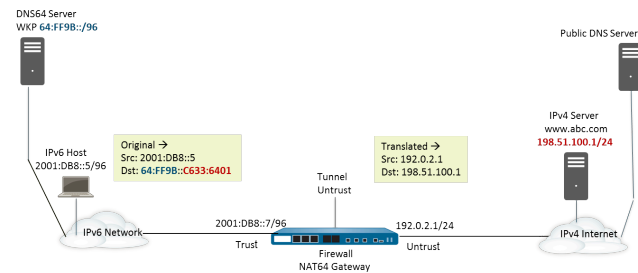 DNS64 Server
WKP 64:FF9B::/96
Public DNS Server
IPv4 Server
www.abc.com
198.51.100.1/24
IPv6 Host
2001:DB8::5/96
Original →
Src: 2001:DB8::5
Dst: 64:FF9B::C633:6401
Translated →
Src: 192.0.2.1
Dst: 198.51.100.1
Tunnel
Untrust
IPv6 Network
2001:DB8::7/96
Trust
192.0.2.1/24
Untrust
IPv4 Internet
Firewall
NAT64 Gateway